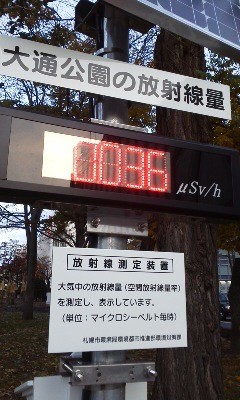 大通公園の放射線量
0.036
μSv/h
放射線測定装置
大気中の放射線量(空間放射線量率)
を測定し、表示しています。
(単位:マイクロシーベルト毎時)